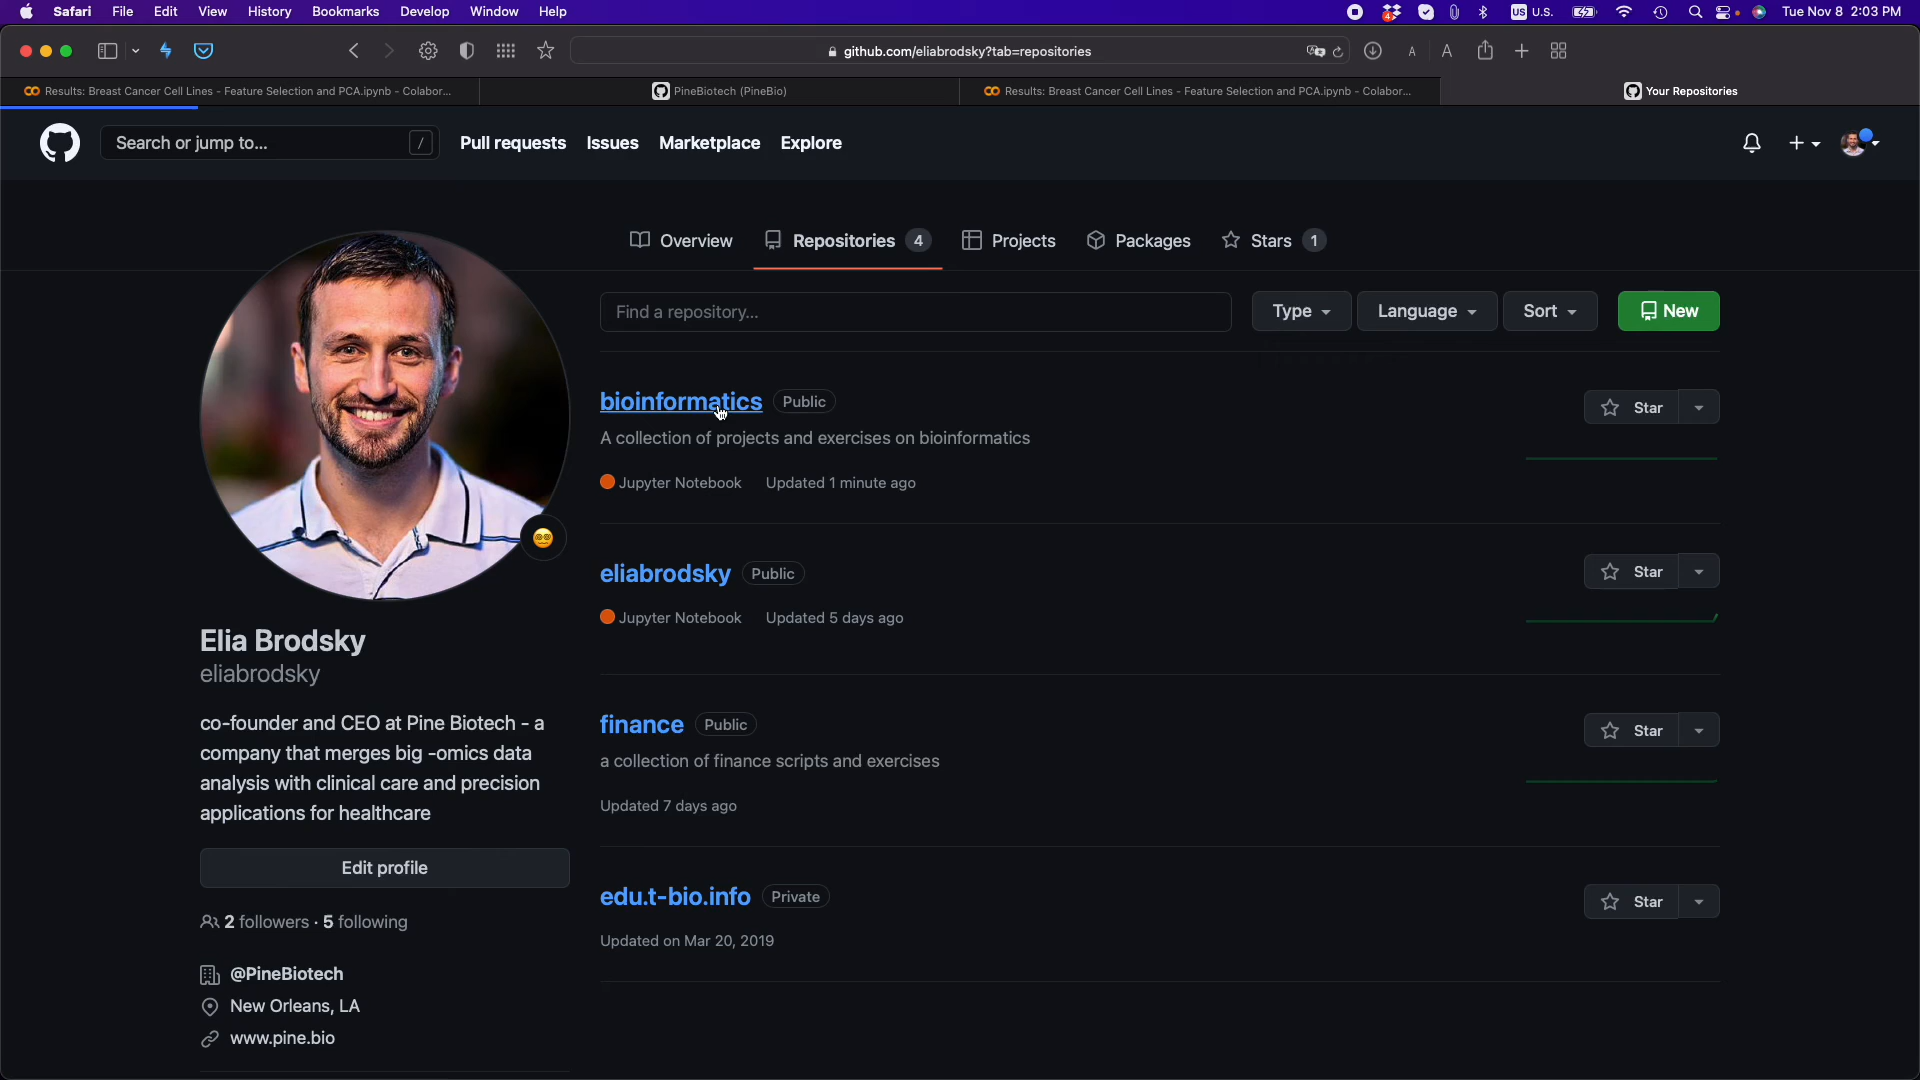 Safari File Edit View History Bookmarks Develop Window Help US U.S. Tue Nov 8 2:03 PM
github.com/eliabrodsky?tab=repositories A A
Results: Breast Cancer Cell Lines - Feature Selection and PCA.ipynb - Colabor... PineBiotech (PineBio) Results: Breast Cancer Cell Lines - Feature Selection and PCA.ipynb - Colabor... Your Repositories
Search or jump to... / Pull requests Issues Marketplace Explore
Overview Repositories 4 Projects Packages Stars 1
Find a repository... Type Language Sort New
bioinformatics Public Star
A collection of projects and exercises on bioinformatics
Jupyter Notebook Updated 1 minute ago
eliabrodsky Public Star
Jupyter Notebook Updated 5 days ago
finance Public Star
a collection of finance scripts and exercises
Updated 7 days ago
edu.t-bio.info Private Star
Updated on Mar 20, 2019
Elia Brodsky
eliabrodsky
co-founder and CEO at Pine Biotech - a
company that merges big -omics data
analysis with clinical care and precision
applications for healthcare
Edit profile
2 followers · 5 following
@PineBiotech
New Orleans, LA
www.pine.bio